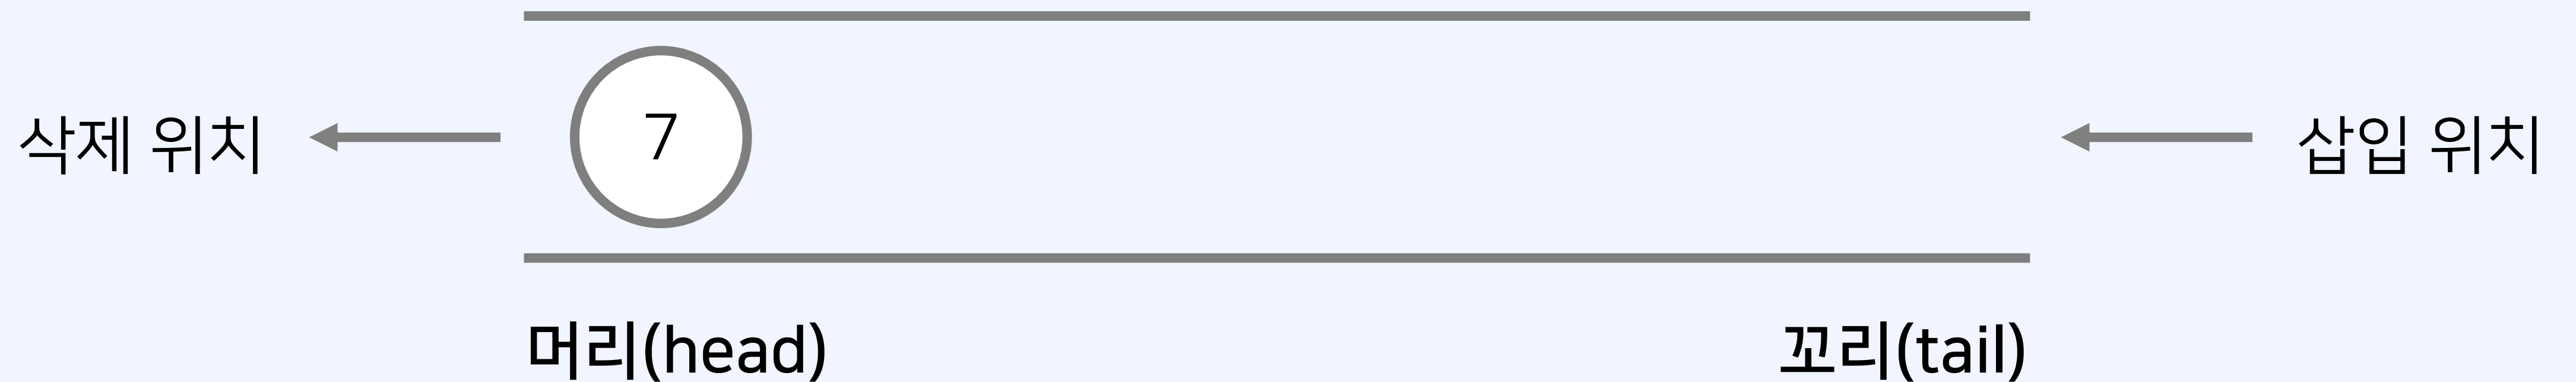 삭제 위치
7
삽입 위치
머리(head)
꼬리(tail)